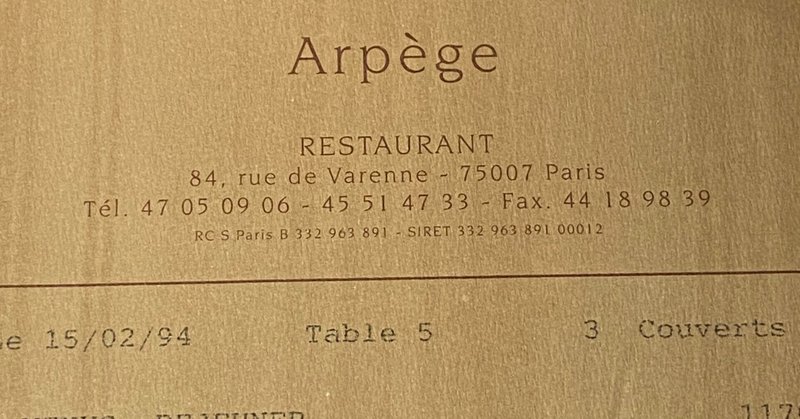 Arpège
RESTAURANT
84, rue de Varenne - 75007 Paris
Tél. 47 05 09 06 - 45 51 47 33 - Fax. 44 18 98 39
RC S Paris B 332 963 891 - SIRET 332 963 891 00012
15/02/94 Table 5 3 Couverts